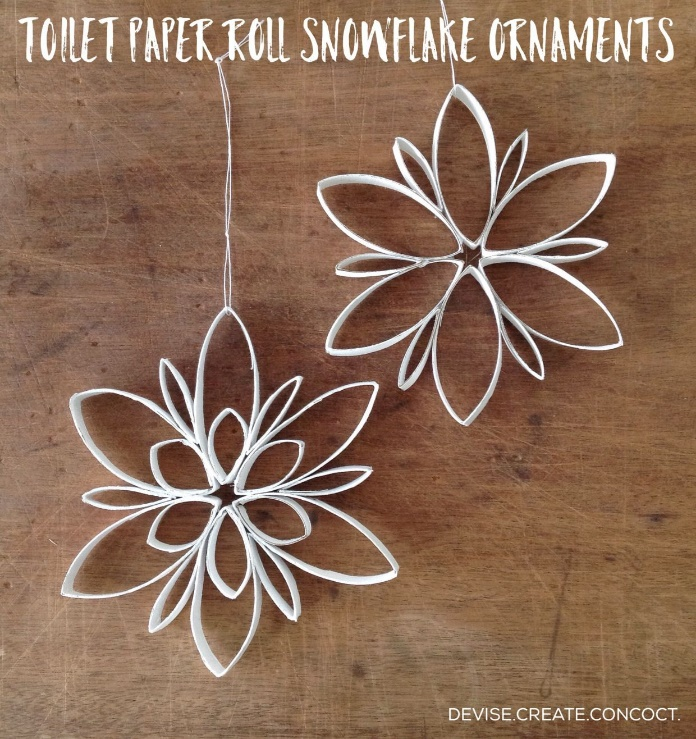 TOILET PAPER ROLL SNOWFLAKE ORNAMENTS
DEVISE.CREATE.CONCOCT.